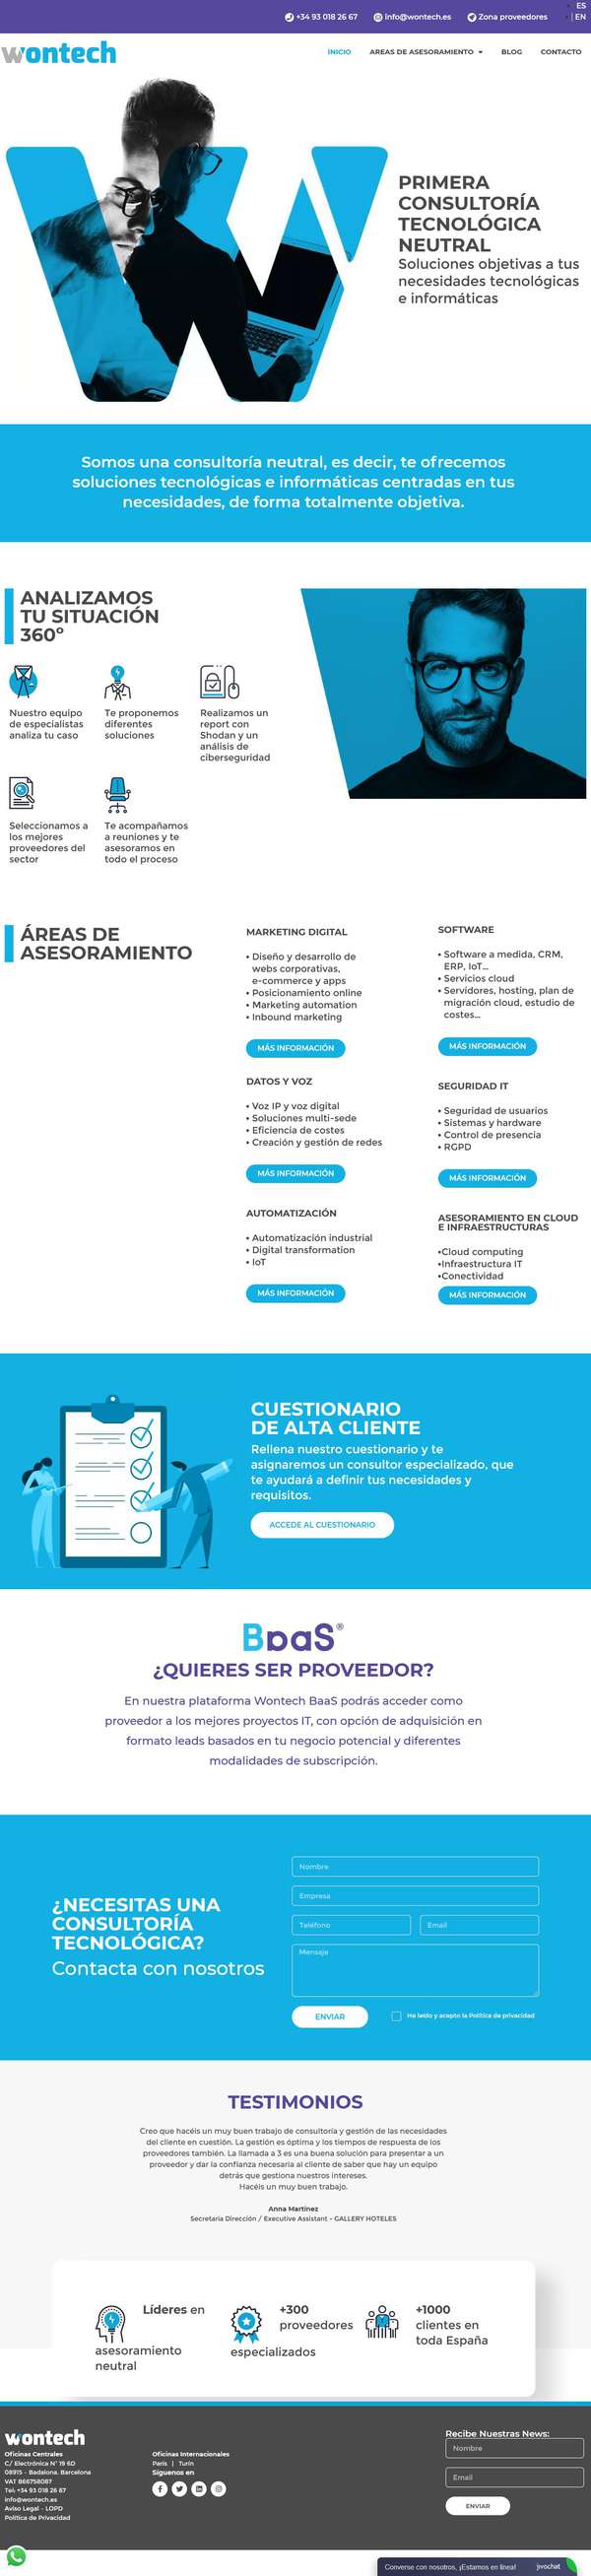 ES
+34 93 018 26 67
info@wontech.es
Zona proveedores
| EN
wontech
INICIO
AREAS DE ASESORAMIENTO
BLOG
CONTACTO
PRIMERA
CONSULTORÍA
TECNOLÓGICA
NEUTRAL
Soluciones objetivas a tus
necesidades tecnológicas
e informáticas
Somos una consultoría neutral, es decir, te ofrecemos
soluciones tecnológicas e informáticas centradas en tus
necesidades, de forma totalmente objetiva.
ANALIZAMOS
TU SITUACIÓN
360º
Nuestro equipo
de especialistas
analiza tu caso
Te proponemos
diferentes
soluciones
Realizamos un
report con
Shodan y un
análisis de
ciberseguridad
Seleccionamos a
los mejores
proveedores del
sector
Te acompañamos
a reuniones y te
asesoramos en
todo el proceso
ÁREAS DE
ASESORAMIENTO
MARKETING DIGITAL
• Diseño y desarrollo de
webs corporativas,
e-commerce y apps
• Posicionamiento online
• Marketing automation
• Inbound marketing
MÁS INFORMACIÓN
SOFTWARE
• Software a medida, CRM,
ERP, IoT...
• Servicios cloud
• Servidores, hosting, plan de
migración cloud, estudio de
costes...
MÁS INFORMACIÓN
DATOS Y VOZ
• Voz IP y voz digital
• Soluciones multi-sede
• Eficiencia de costes
• Creación y gestión de redes
MÁS INFORMACIÓN
SEGURIDAD IT
• Seguridad de usuarios
• Sistemas y hardware
• Control de presencia
• RGPD
MÁS INFORMACIÓN
AUTOMATIZACIÓN
• Automatización industrial
• Digital transformation
• IoT
MÁS INFORMACIÓN
ASESORAMIENTO EN CLOUD
E INFRAESTRUCTURAS
•Cloud computing
•Infraestructura IT
•Conectividad
MÁS INFORMACIÓN
CUESTIONARIO
DE ALTA CLIENTE
Rellena nuestro cuestionario y te
asignaremos un consultor especializado, que
te ayudará a definir tus necesidades y
requisitos.
ACCEDE AL CUESTIONARIO
BaaS®
¿QUIERES SER PROVEEDOR?
En nuestra plataforma Wontech BaaS podrás acceder como
proveedor a los mejores proyectos IT, con opción de adquisición en
formato leads basados en tu negocio potencial y diferentes
modalidades de subscripción.
¿NECESITAS UNA
CONSULTORÍA
TECNOLÓGICA?
Contacta con nosotros
Nombre
Empresa
Teléfono
Email
Mensaje
ENVIAR
He leído y acepto la Política de privacidad
TESTIMONIOS
Creo que hacéis un muy buen trabajo de consultoría y gestión de las necesidades
del cliente en cuestión. La gestión es óptima y los tiempos de respuesta de los
proveedores también. La llamada a 3 es una buena solución para presentar a un
proveedor y dar la confianza necesaria al cliente de saber que hay un equipo
detrás que gestiona nuestros intereses.
Hacéis un muy buen trabajo.
Anna Martínez
Secretaria Dirección / Executive Assistant - GALLERY HOTELES
Líderes en
asesoramiento
neutral
+300
proveedores
especializados
+1000
clientes en
toda España
wontech
Oficinas Centrales
C/ Electrónica Nº 19 6D
08915 - Badalona. Barcelona
VAT B66758087
Tel: +34 93 018 26 67
info@wontech.es
Aviso Legal - LOPD
Política de Privacidad
Oficinas Internacionales
París | Turín
Síguenos en
Recibe Nuestras News:
Nombre
Email
ENVIAR
Converse con nosotros, ¡Estamos en línea!
jivochat